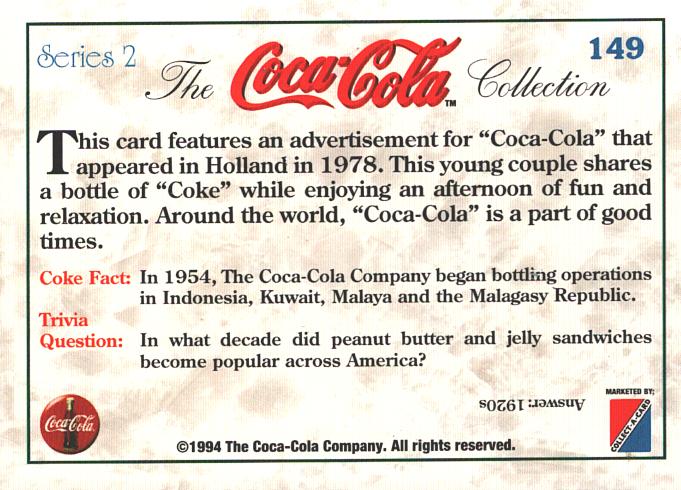 Series 2
149
The Coca-Cola™ Collection
This card features an advertisement for “Coca-Cola” that
appeared in Holland in 1978. This young couple shares
a bottle of “Coke” while enjoying an afternoon of fun and
relaxation. Around the world, “Coca-Cola” is a part of good
times.
Coke Fact: In 1954, The Coca-Cola Company began bottling operations
in Indonesia, Kuwait, Malaya and the Malagasy Republic.
Trivia
Question: In what decade did peanut butter and jelly sandwiches
become popular across America?
Answer: 1920s
MARKETED BY:
COLLECT-A-CARD
Coca-Cola
©1994 The Coca-Cola Company. All rights reserved.